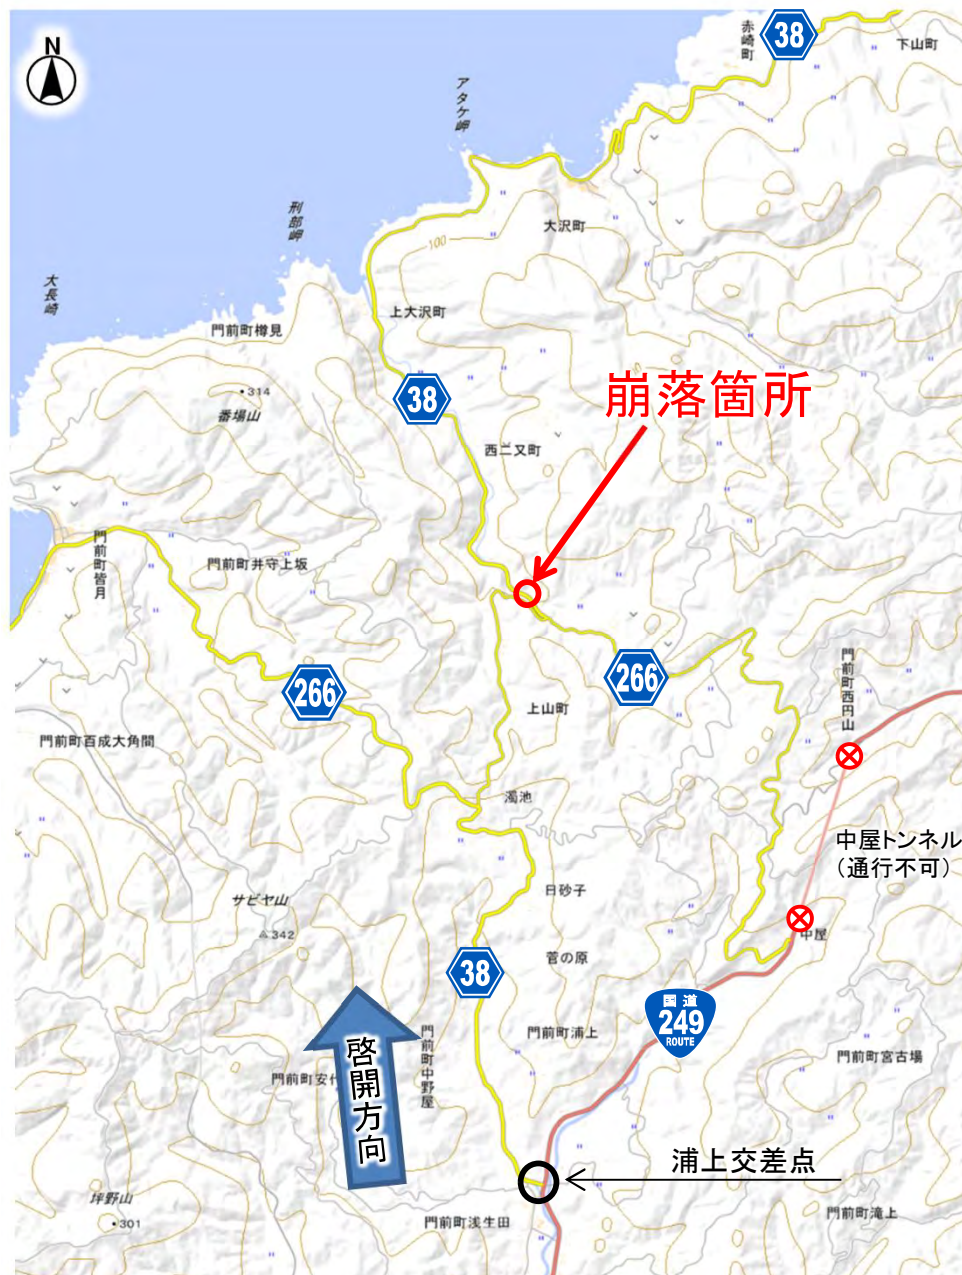 N
38
赤崎町
下山町
アタケ岬
刑部岬
大沢町
100
大長崎
上大沢町
門前町樽見
314
番場山
38
崩落箇所
西二又町
門前町皆月
門前町井守上坂
266
266
門前町西円山
上山町
門前町百成大角間
濁池
中屋トンネル
（通行不可）
日砂子
サビヤ山
342
中屋
菅の原
38
国道
249
ROUTE
門前町浦上
門前町中野屋
門前町宮古場
啓開方向
門前町安代
浦上交差点
坪野山
301
門前町浅生田
門前町滝上